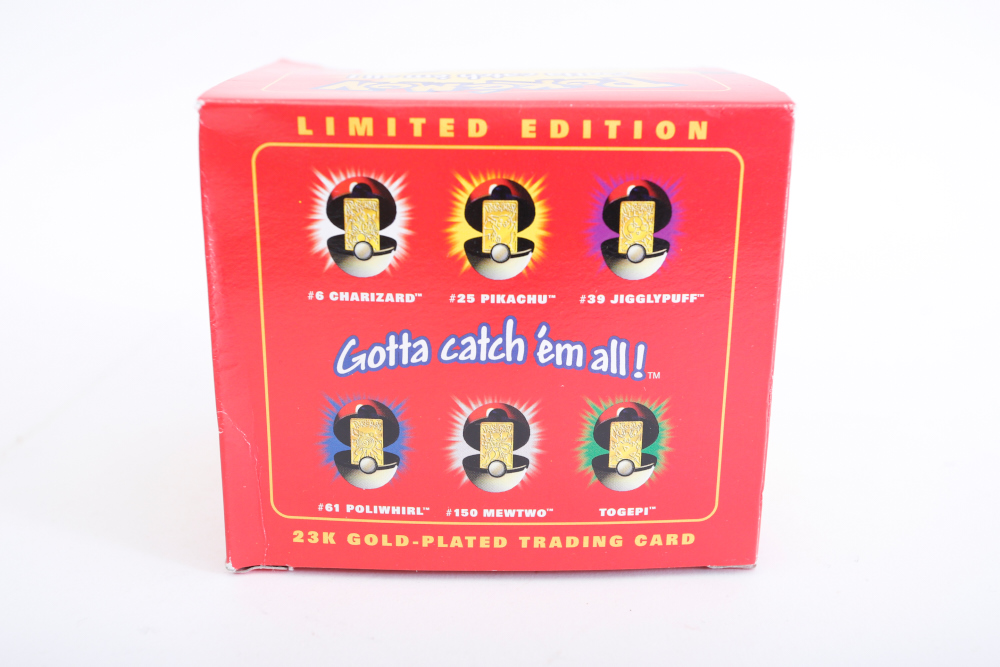 POKéMON
LIMITED EDITION
#6 CHARIZARD™
#25 PIKACHU™
#39 JIGGLYPUFF™
Gotta catch 'em all!™
#61 POLIWHIRL™
#150 MEWTWO™
TOGEPI™
23K GOLD-PLATED TRADING CARD